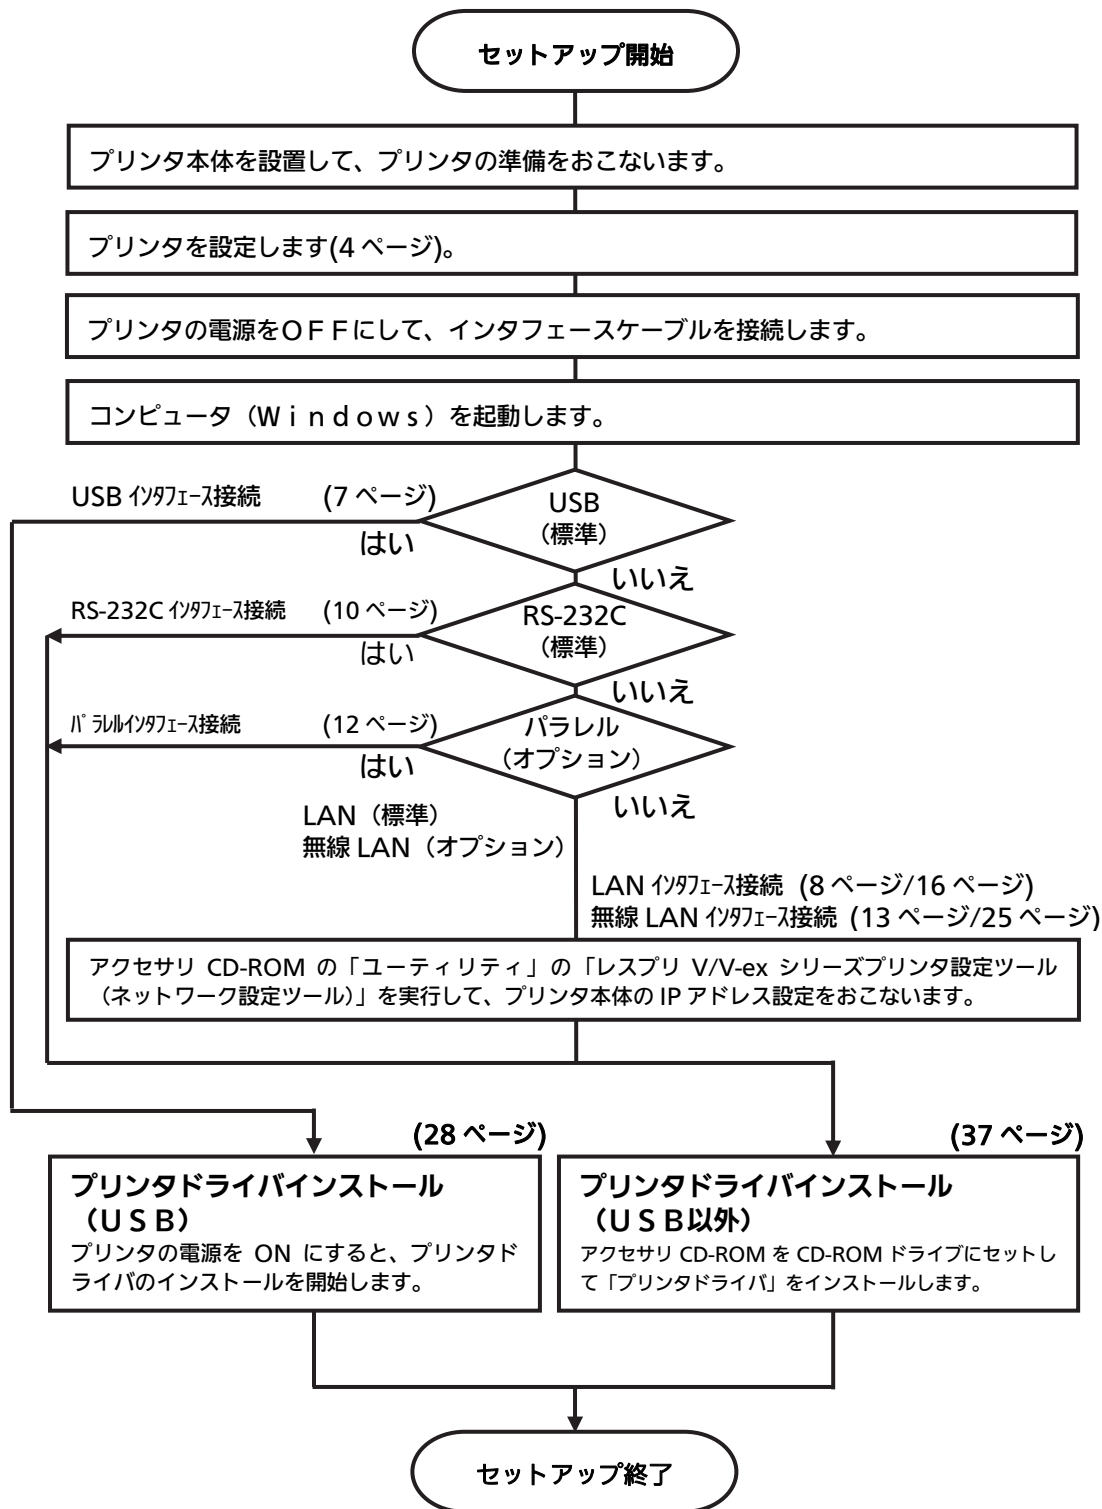 セットアップ開始
プリンタ本体を設置して、プリンタの準備をおこないます。
プリンタを設定します(4 ページ)。
プリンタの電源をＯＦＦにして、インタフェースケーブルを接続します。
コンピュータ（Ｗｉｎｄｏｗｓ）を起動します。
USB ｲﾝﾀﾌｪｰｽ接続 (7 ページ)
USB
（標準）
はい
いいえ
RS-232C ｲﾝﾀﾌｪｰｽ接続 (10 ページ)
RS-232C
（標準）
はい
いいえ
ﾊﾟﾗﾚﾙｲﾝﾀﾌｪｰｽ接続 (12 ページ)
パラレル
（オプション）
はい
いいえ
LAN（標準）
無線 LAN（オプション）
LAN ｲﾝﾀﾌｪｰｽ接続 (8 ページ/16 ページ)
無線 LAN ｲﾝﾀﾌｪｰｽ接続 (13 ページ/25 ページ)
アクセサリ CD-ROM の「ユーティリティ」の「レスプリ V/V-ex シリーズプリンタ設定ツール
（ネットワーク設定ツール）」を実行して、プリンタ本体の IP アドレス設定をおこないます。
(28 ページ)
プリンタドライバインストール
（ＵＳＢ）
プリンタの電源を ON にすると、プリンタド
ライバのインストールを開始します。
(37 ページ)
プリンタドライバインストール
（ＵＳＢ以外）
アクセサリ CD-ROM を CD-ROM ドライブにセットし
て「プリンタドライバ」をインストールします。
セットアップ終了